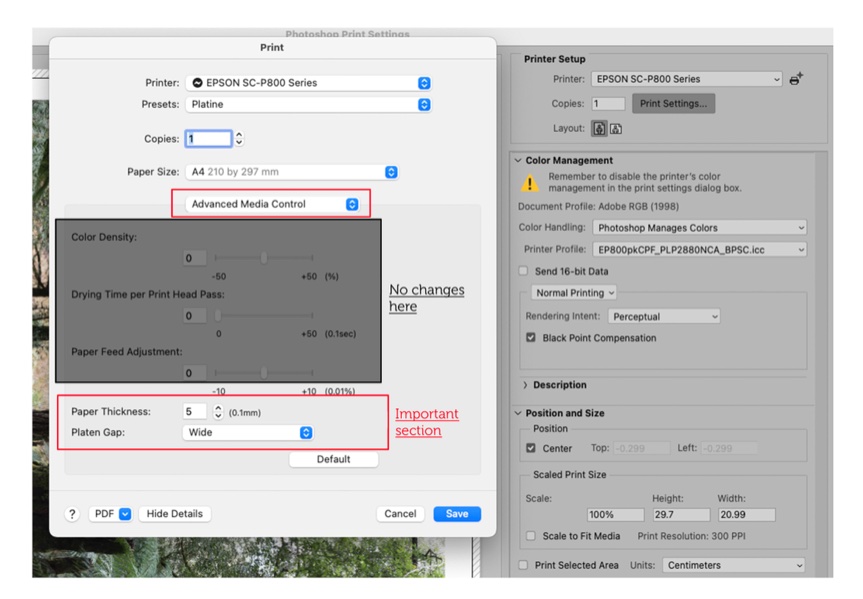 Photoshop Print Settings
Print
Printer: EPSON SC-P800 Series
Presets: Platine
Copies: 1
Paper Size: A4 210 by 297 mm
Advanced Media Control
Color Density:
0
-50 +50 (%)
Drying Time per Print Head Pass:
0
0 +50 (0.1sec)
Paper Feed Adjustment:
0
-10 +10 (0.01%)
No changes
here
Paper Thickness: 5 (0.1mm)
Platen Gap: Wide
Important
section
Default
? PDF Hide Details Cancel Save
Printer Setup
Printer: EPSON SC-P800 Series
Copies: 1 Print Settings...
Layout:
Color Management
Remember to disable the printer's color
management in the print settings dialog box.
Document Profile: Adobe RGB (1998)
Color Handling: Photoshop Manages Colors
Printer Profile: EP800pkCPF_PLP2880NCA_BPSC.icc
Send 16-bit Data
Normal Printing
Rendering Intent: Perceptual
Black Point Compensation
Description
Position and Size
Position
Center Top: -0.299 Left: -0.299
Scaled Print Size
Scale: Height: Width:
100% 29.7 20.99
Scale to Fit Media Print Resolution: 300 PPI
Print Selected Area Units: Centimeters